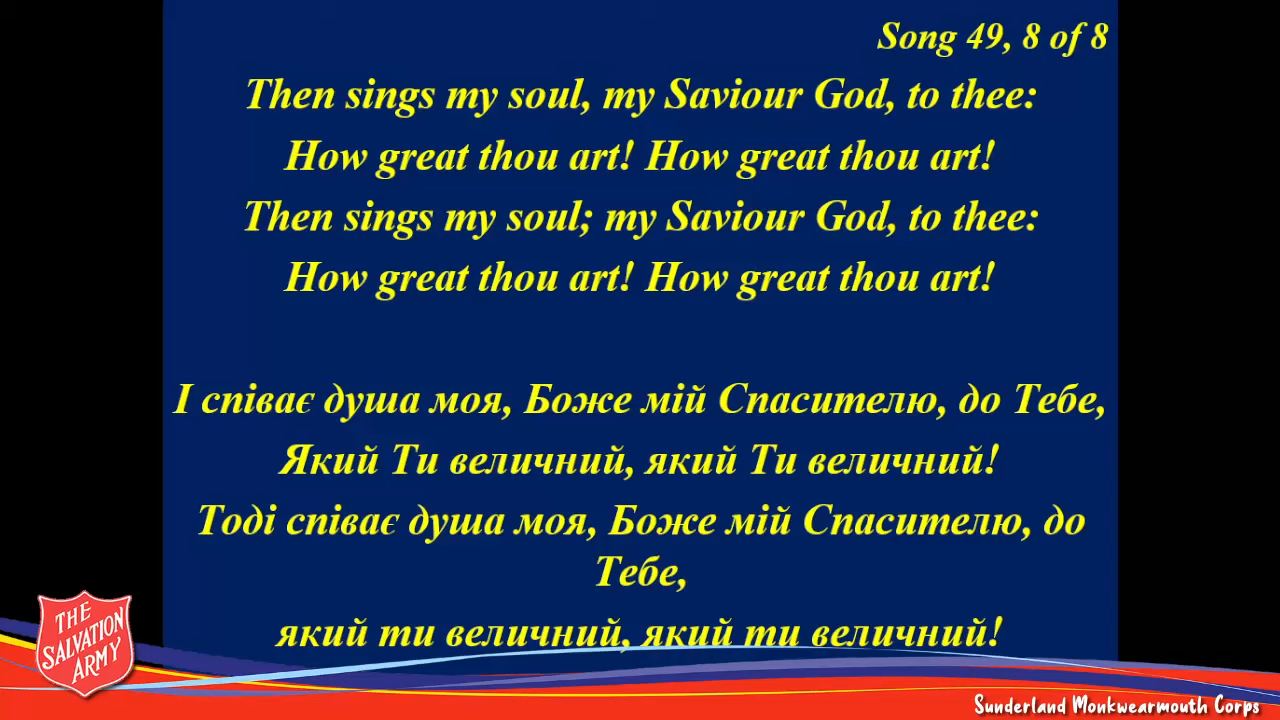 Song 49, 8 of 8
Then sings my soul, my Saviour God, to thee:
How great thou art! How great thou art!
Then sings my soul; my Saviour God, to thee:
How great thou art! How great thou art!
І співає душа моя, Боже мій Спасителю, до Тебе,
Який Ти величний, який Ти величний!
Тоді співає душа моя, Боже мій Спасителю, до
Тебе,
який ти величний, який ти величний!
THE
SALVATION
ARMY
Sunderland Monkwearmouth Corps